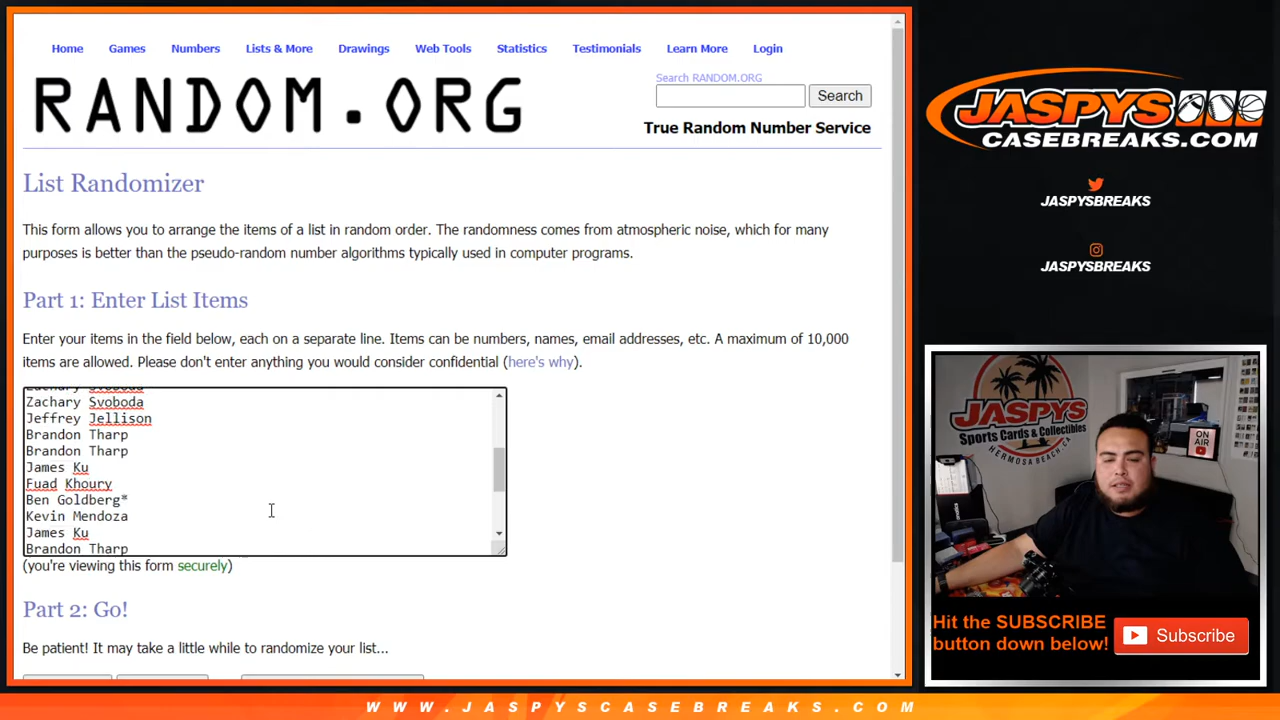 Home Games Numbers Lists & More Drawings Web Tools Statistics Testimonials Learn More Login
Search RANDOM.ORG
RANDOM.ORG
Search
True Random Number Service
List Randomizer
This form allows you to arrange the items of a list in random order. The randomness comes from atmospheric noise, which for many
purposes is better than the pseudo-random number algorithms typically used in computer programs.
Part 1: Enter List Items
Enter your items in the field below, each on a separate line. Items can be numbers, names, email addresses, etc. A maximum of 10,000
items are allowed. Please don't enter anything you would consider confidential (here's why).
Zachary Svoboda
Zachary Svoboda
Jeffrey Jellison
Brandon Tharp
Brandon Tharp
James Ku
Fuad Khoury
Ben Goldberg*
Kevin Mendoza
James Ku
Brandon Tharp
(you're viewing this form securely)
Part 2: Go!
Be patient! It may take a little while to randomize your list...
JASPYS
CASEBREAKS.COM
JASPYSBREAKS
JASPYSBREAKS
JASPYS
Sports Cards & Collectibles
HERMOSA BEACH, CA
ON
AIR
Hit the SUBSCRIBE
button down below!
Subscribe
WWW.JASPYSCASEBREAKS.COM